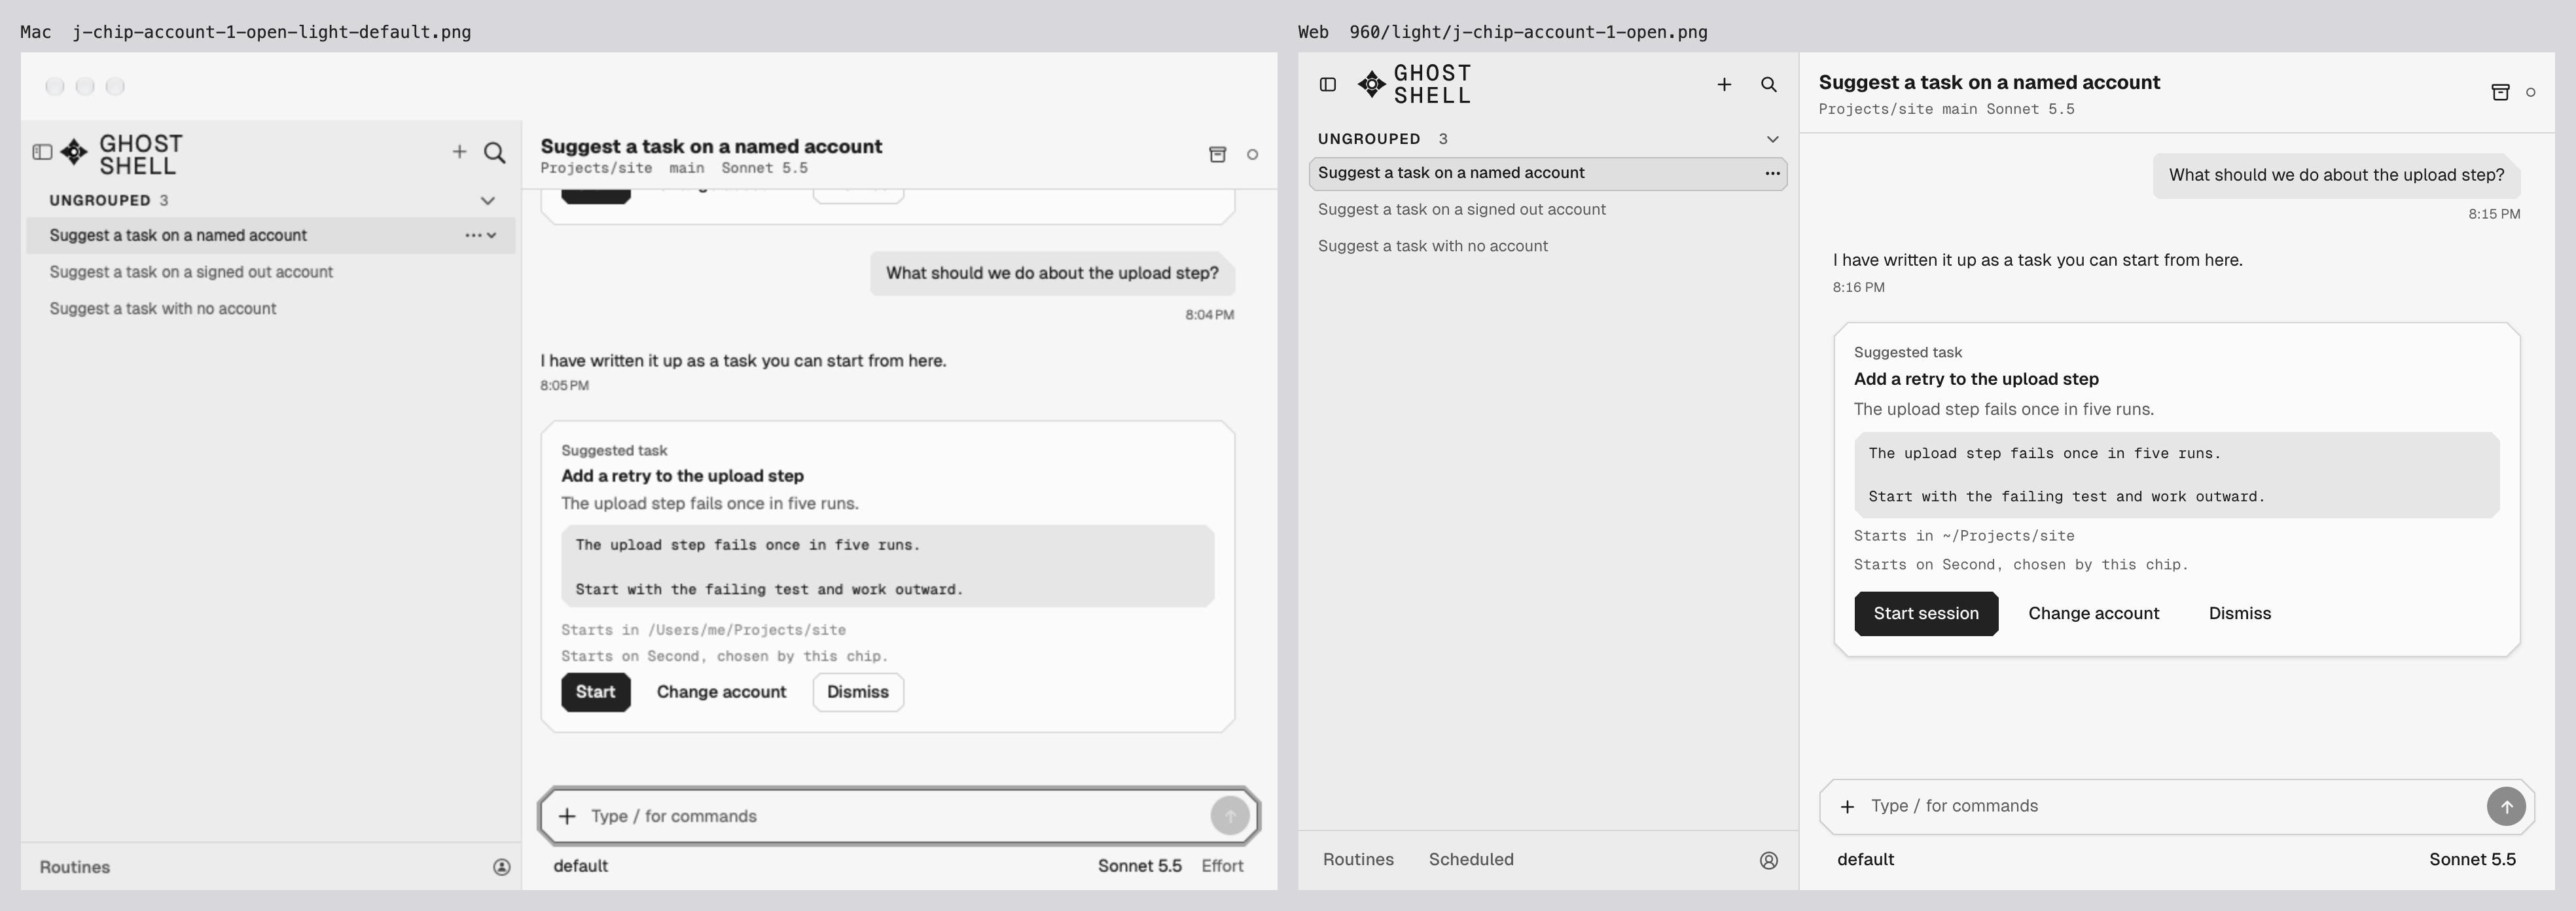 Mac j-chip-account-1-open-light-default.png
GHOST
SHELL
UNGROUPED 3
Suggest a task on a named account
Suggest a task on a signed out account
Suggest a task with no account
Routines
Suggest a task on a named account
Projects/site main Sonnet 5.5
What should we do about the upload step?
8:04 PM
I have written it up as a task you can start from here.
8:05 PM
Suggested task
Add a retry to the upload step
The upload step fails once in five runs.
The upload step fails once in five runs.
Start with the failing test and work outward.
Starts in /Users/me/Projects/site
Starts on Second, chosen by this chip.
Start Change account Dismiss
Type / for commands
default Sonnet 5.5 Effort
Web 960/light/j-chip-account-1-open.png
GHOST
SHELL
UNGROUPED 3
Suggest a task on a named account
Suggest a task on a signed out account
Suggest a task with no account
Routines Scheduled
Suggest a task on a named account
Projects/site main Sonnet 5.5
What should we do about the upload step?
8:15 PM
I have written it up as a task you can start from here.
8:16 PM
Suggested task
Add a retry to the upload step
The upload step fails once in five runs.
The upload step fails once in five runs.
Start with the failing test and work outward.
Starts in ~/Projects/site
Starts on Second, chosen by this chip.
Start session Change account Dismiss
Type / for commands
default Sonnet 5.5